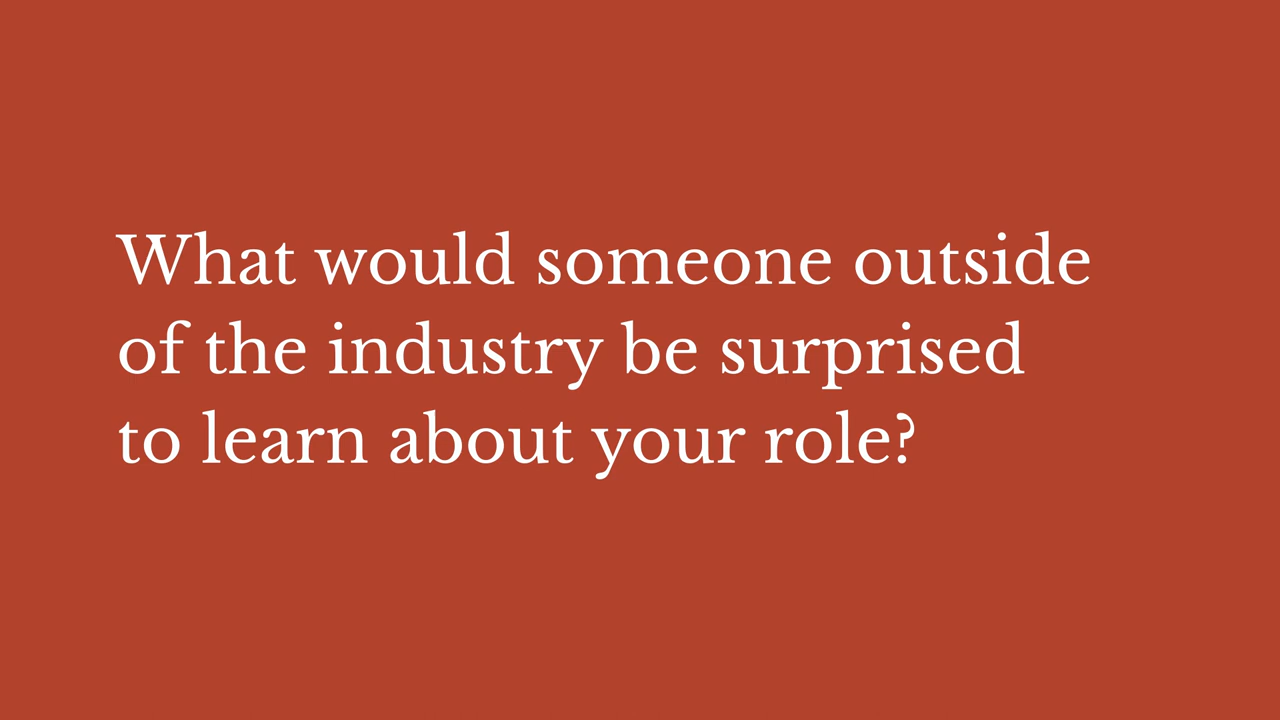 What would someone outside
of the industry be surprised
to learn about your role?